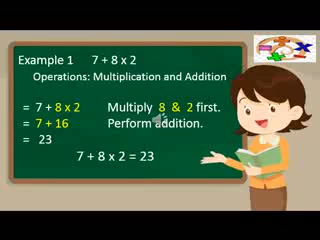 Example 1 7 + 8 x 2
Operations: Multiplication and Addition
= 7 + 8 x 2 Multiply 8 & 2 first.
= 7 + 16 Perform addition.
= 23
7 + 8 x 2 = 23